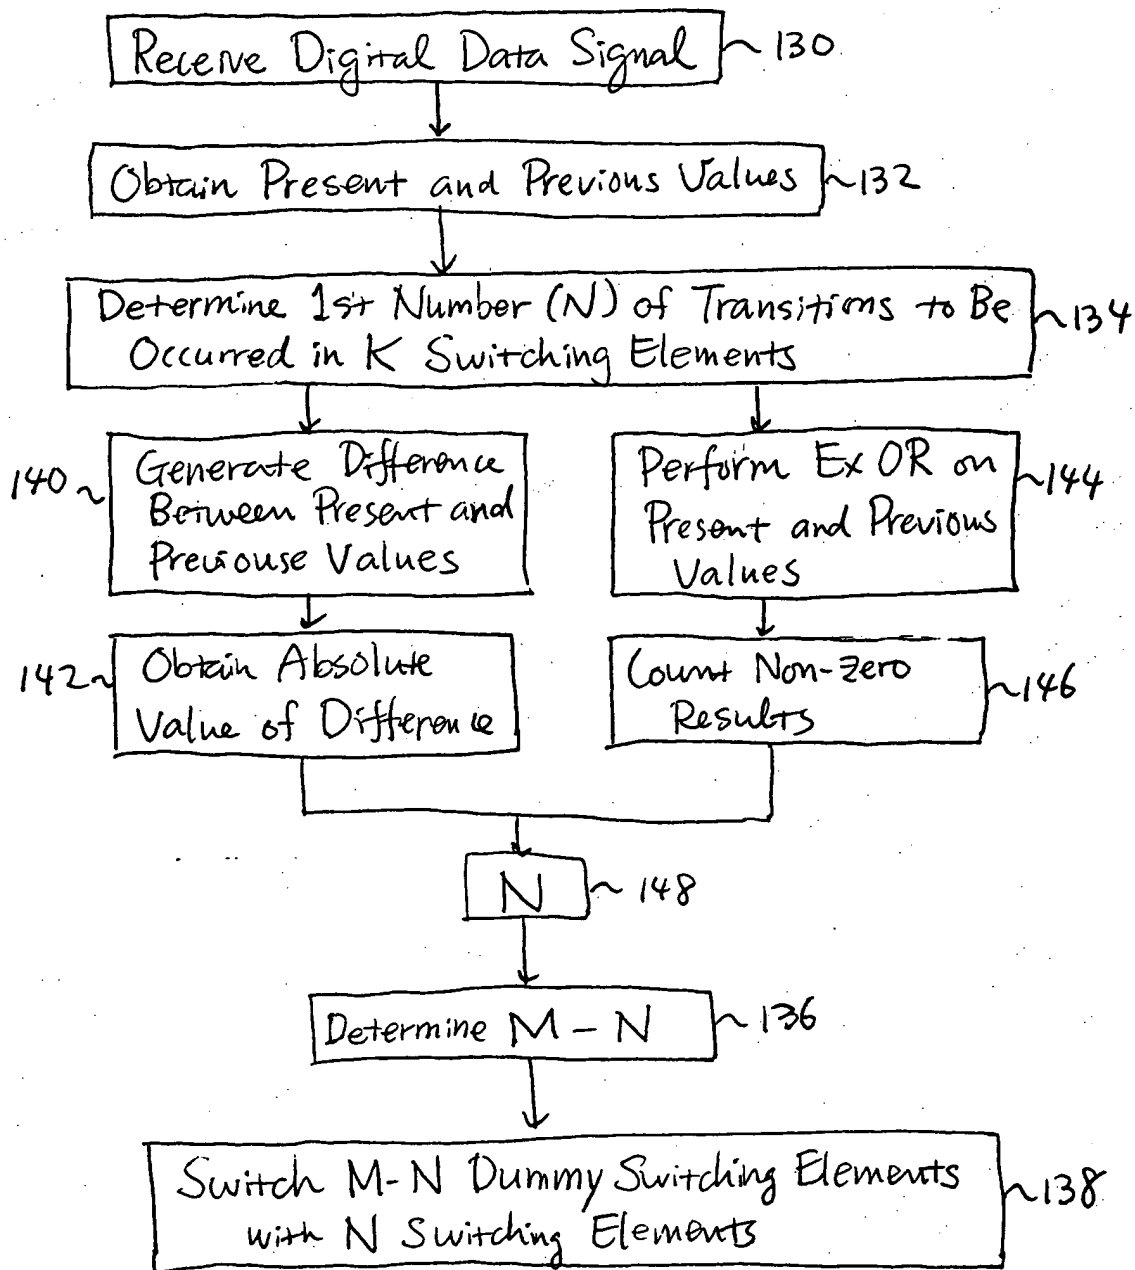 Receive Digital Data Signal ~ 130
Obtain Present and Previous Values ~ 132
Determine 1st Number (N) of Transitions to Be
Occurred in K Switching Elements
~ 134
140 ~
Generate Difference
Between Present and
Previouse Values
Perform Ex OR on
Present and Previous
Values
~ 144
142 ~
Obtain Absolute
Value of Difference
Count Non-Zero
Results
~ 146
N ~ 148
Determine M - N ~ 136
Switch M-N Dummy Switching Elements
with N Switching Elements
~ 138